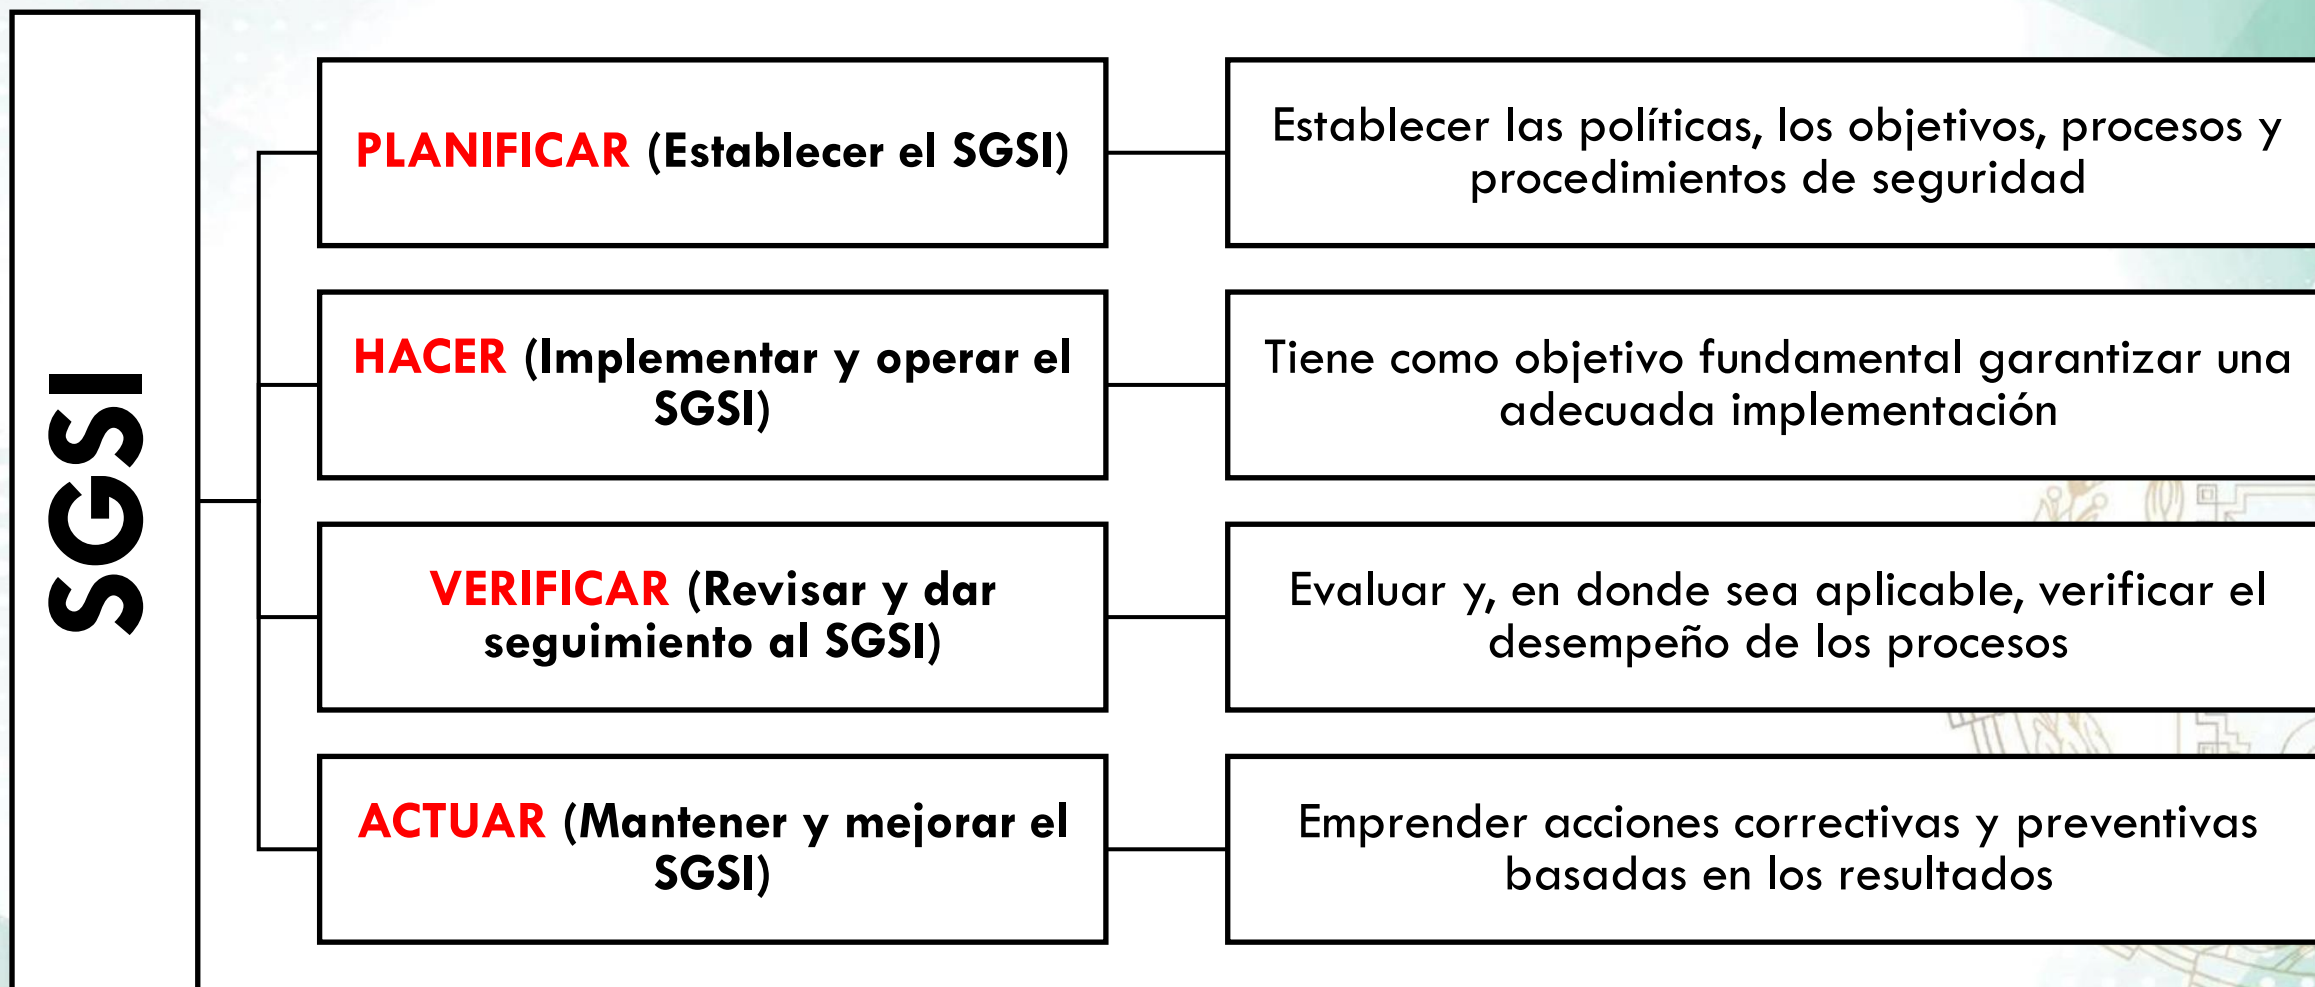 SGSI
PLANIFICAR (Establecer el SGSI)
Establecer las políticas, los objetivos, procesos y
procedimientos de seguridad
HACER (Implementar y operar el
SGSI)
Tiene como objetivo fundamental garantizar una
adecuada implementación
VERIFICAR (Revisar y dar
seguimiento al SGSI)
Evaluar y, en donde sea aplicable, verificar el
desempeño de los procesos
ACTUAR (Mantener y mejorar el
SGSI)
Emprender acciones correctivas y preventivas
basadas en los resultados